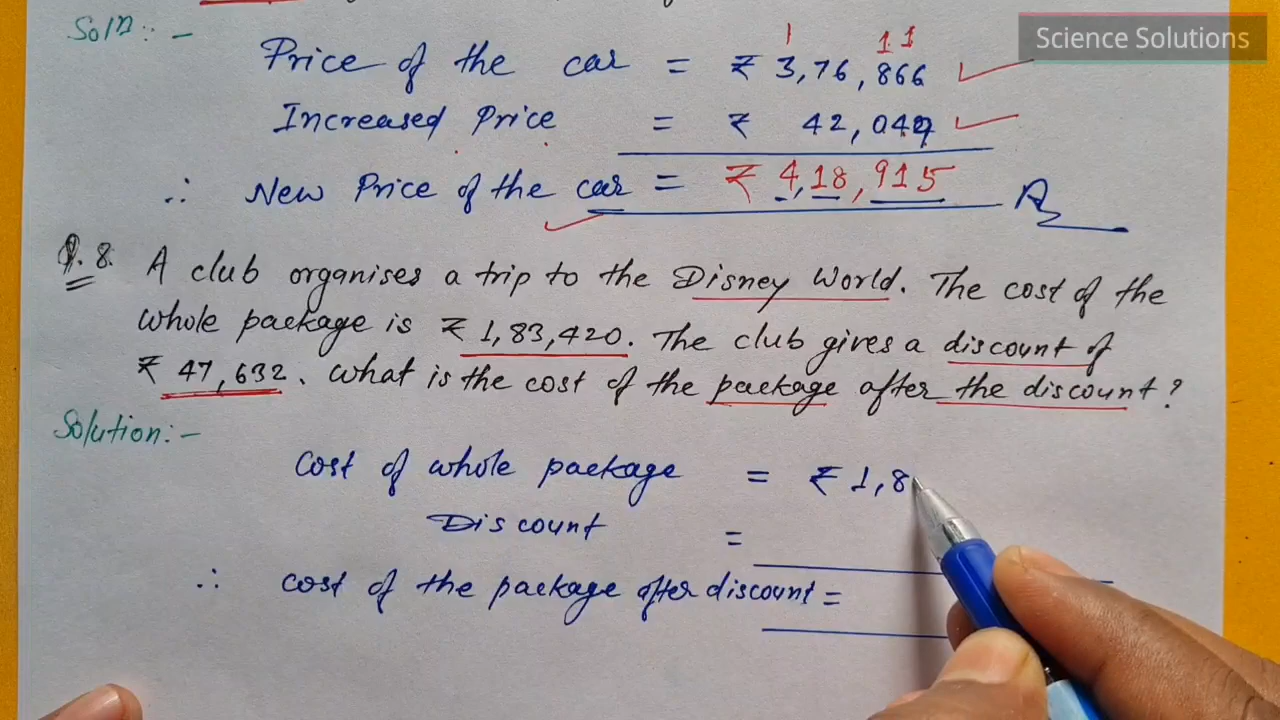 Science Solutions
Solⁿ:-
1 1 1
Price of the car = ₹ 3,76,866
Increased Price = ₹ 42,049
∴ New Price of the car = ₹ 4,18,915
Q.8. A club organises a trip to the Disney World. The cost of the
whole package is ₹ 1,83,420. The club gives a discount of
₹ 47,632. What is the cost of the package after the discount?
Solution:-
Cost of whole package = ₹ 1,8
Discount =
∴ cost of the package after discount =